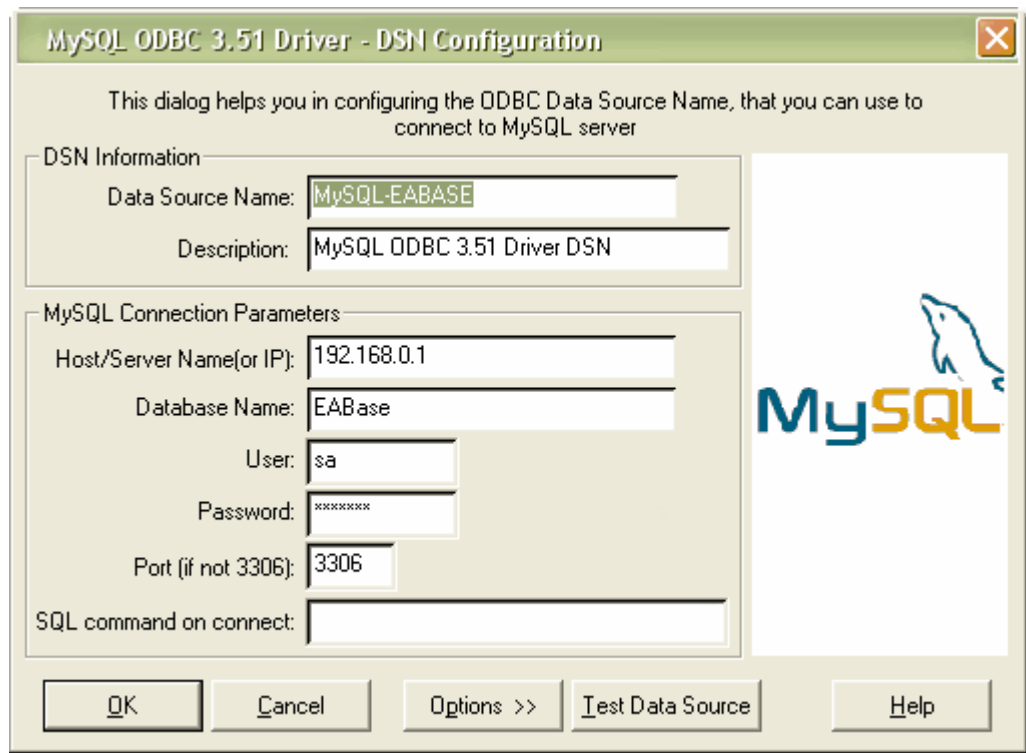 MySQL ODBC 3.51 Driver - DSN Configuration
This dialog helps you in configuring the ODBC Data Source Name, that you can use to
connect to MySQL server
DSN Information
Data Source Name: MySQL-EABASE
Description: MySQL ODBC 3.51 Driver DSN
MySQL Connection Parameters
Host/Server Name(or IP): 192.168.0.1
Database Name: EABase
User: sa
Password: *******
Port (if not 3306): 3306
SQL command on connect:
MySQL
OK Cancel Options >> Test Data Source Help